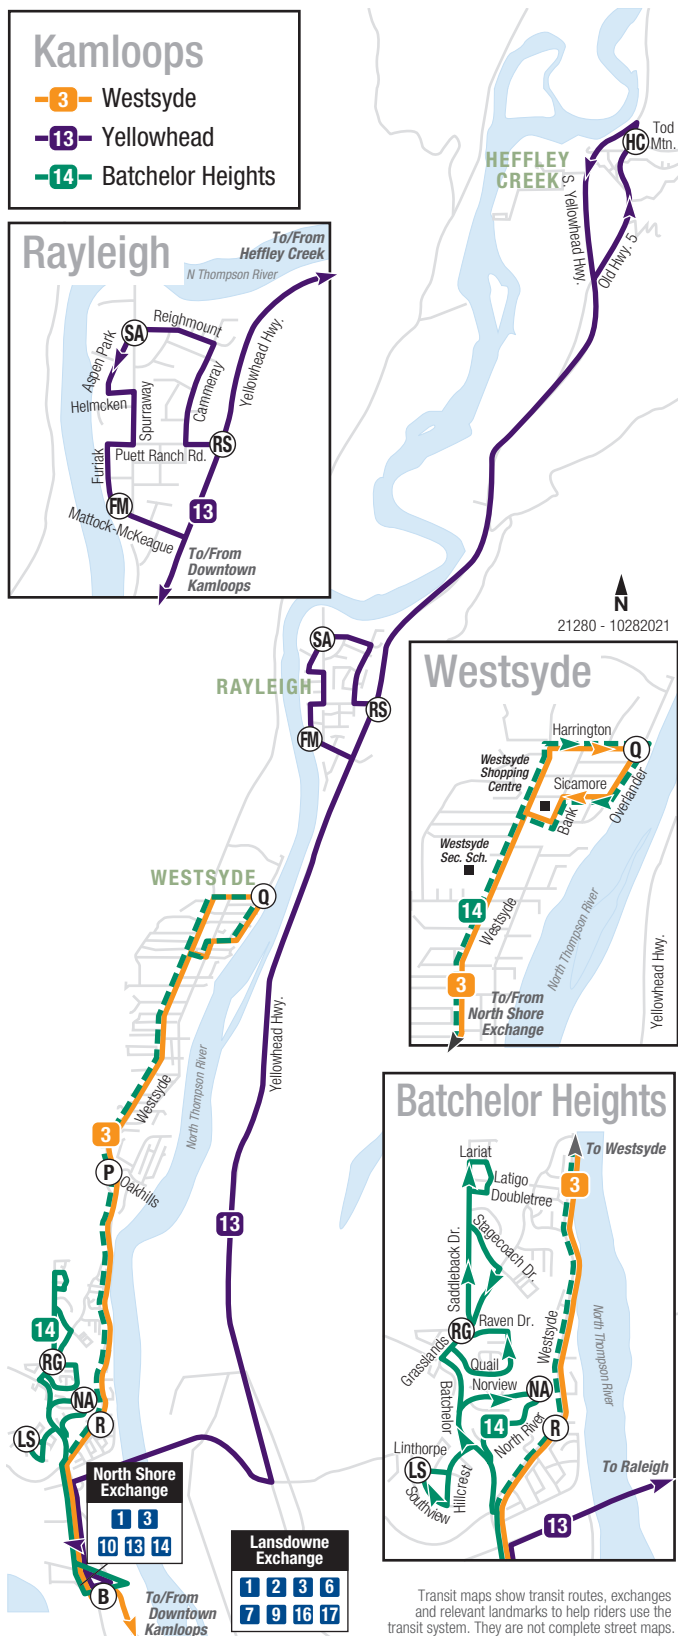 Kamloops
3 Westsyde
13 Yellowhead
14 Batchelor Heights
HC
Tod
Mtn.
HEFFLEY
CREEK
S. Yellowhead Hwy.
Old Hwy. 5
Rayleigh
To/From
Heffley Creek
N Thompson River
SA
Reighmount
Aspen Park
Yellowhead Hwy.
Cammeray
Helmcken
Spurraway
RS
Puett Ranch Rd.
Furiak
FM
13
Mattock-McKeague
To/From
Downtown
Kamloops
N
21280 - 10282021
SA
RAYLEIGH
RS
FM
Westsyde
Harrington
Q
Westsyde
Shopping
Centre
Sicamore
Overlander
Bank
Westsyde
Sec. Sch.
14
Westsyde
North Thompson River
3
To/From
North Shore
Exchange
Yellowhead Hwy.
WESTSYDE
Q
Yellowhead Hwy.
North Thompson River
Westsyde
3
P
Oakhills
13
14
RG
NA
R
LS
Batchelor Heights
Lariat
To Westsyde
Latigo
3
Doubletree
Saddleback Dr.
Stagecoach Dr.
RG
Raven Dr.
Grasslands
Westsyde
North Thompson River
Quail
Norview
NA
Batchelor
14
North River
R
Linthorpe
LS
Southview
Hillcrest
To Raleigh
13
North Shore
Exchange
1 3
10 13 14
B
To/From
Downtown
Kamloops
Lansdowne
Exchange
1 2 3 6
7 9 16 17
Transit maps show transit routes, exchanges
and relevant landmarks to help riders use the
transit system. They are not complete street maps.